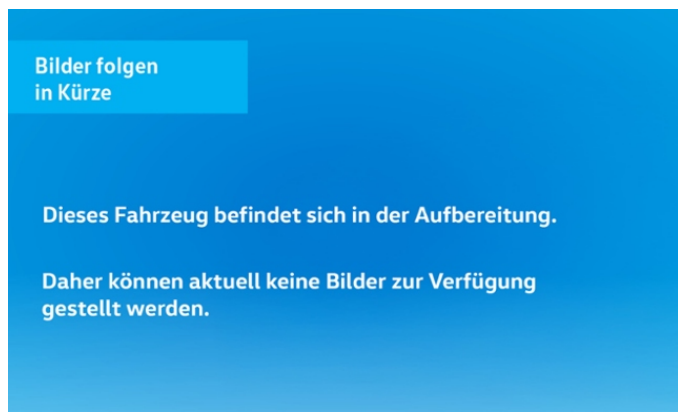 Bilder folgen
in Kürze
Dieses Fahrzeug befindet sich in der Aufbereitung.
Daher können aktuell keine Bilder zur Verfügung
gestellt werden.